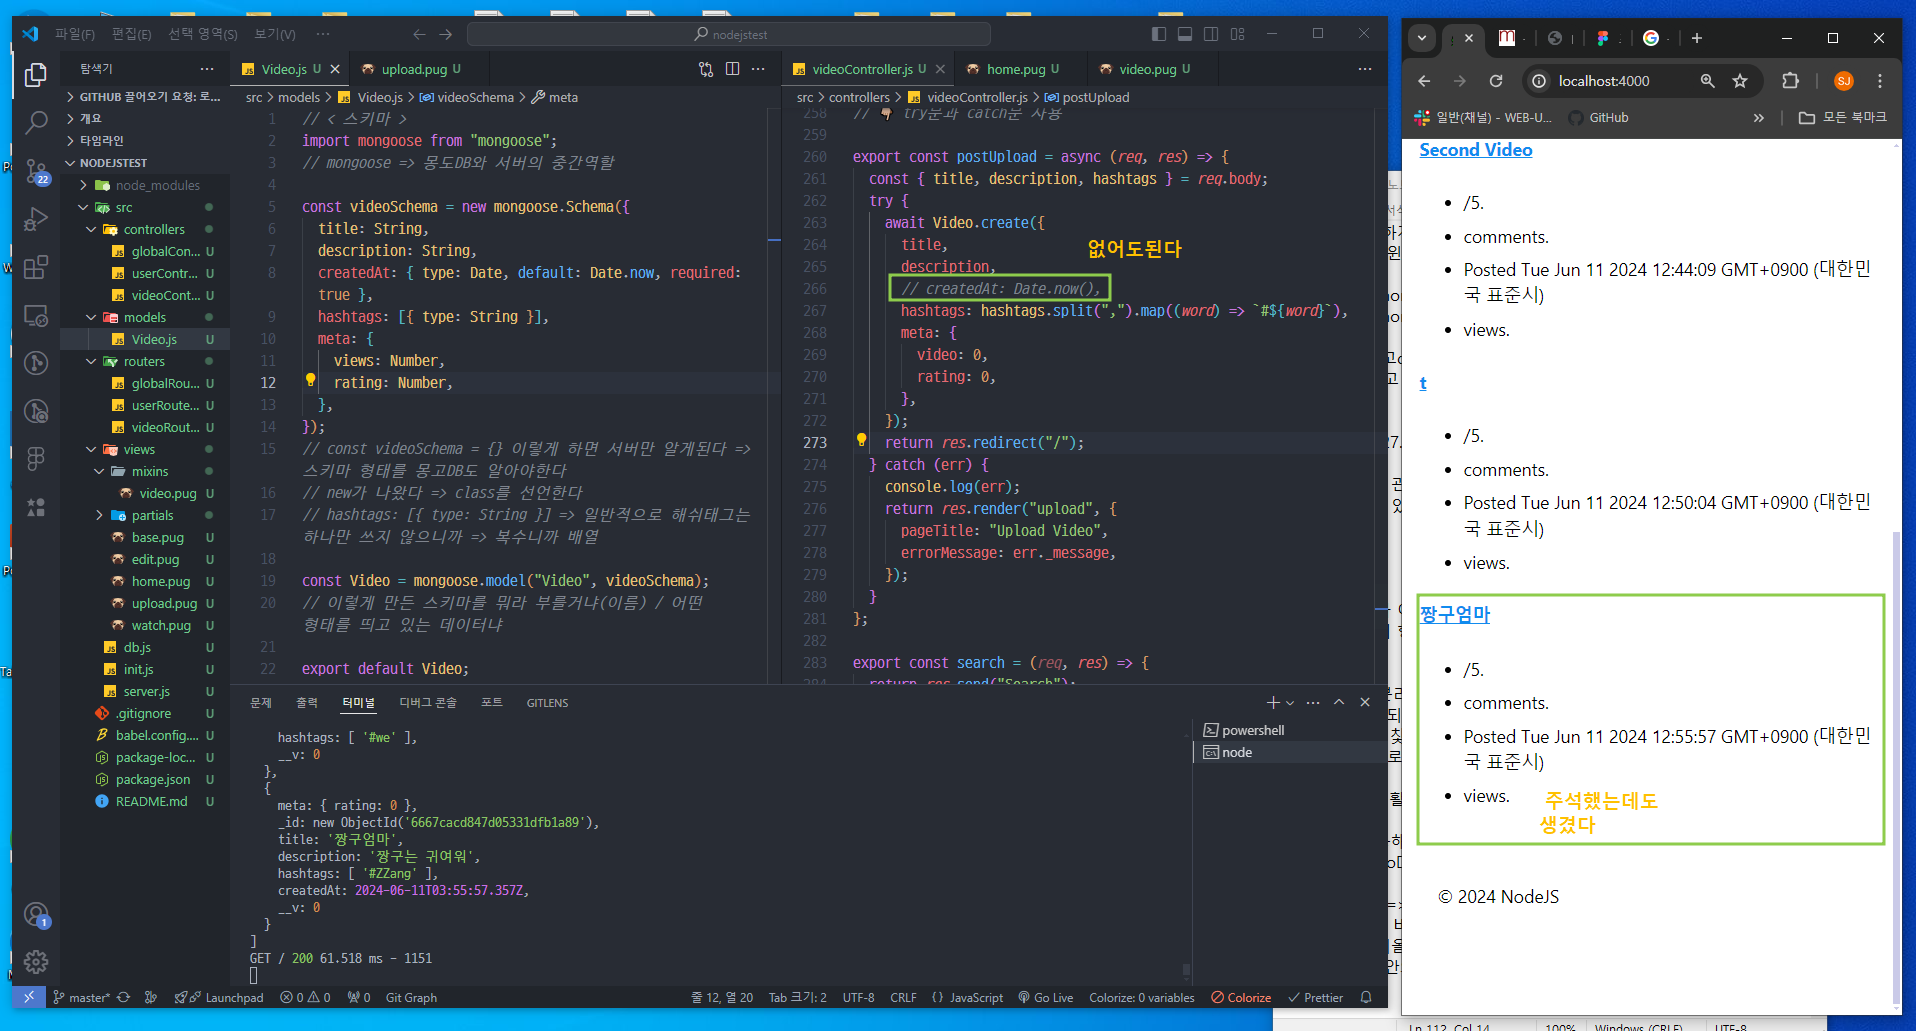 파일(F) 편집(E) 선택 영역(S) 보기(V) ···
nodejstest
탐색기
GITHUB 끌어오기 요청: 로...
개요
타임라인
NODEJSTEST
node_modules
src
controllers
globalCon... U
userContr... U
videoCont... U
models
Video.js U
routers
globalRou... U
userRoute... U
videoRout... U
views
mixins
video.pug U
partials
base.pug U
edit.pug U
home.pug U
upload.pug U
watch.pug U
db.js U
init.js U
server.js U
.gitignore U
babel.config.... U
package-loc... U
package.json U
README.md U
22
1
Video.js U
upload.pug U
src > models > Video.js > videoSchema > meta
1 // < 스키마 >
2 import mongoose from "mongoose";
3 // mongoose => 몽도DB와 서버의 중간역할
4
5 const videoSchema = new mongoose.Schema({
6 title: String,
7 description: String,
8 createdAt: { type: Date, default: Date.now, required:
true },
9 hashtags: [{ type: String }],
10 meta: {
11 views: Number,
12 rating: Number,
13 },
14 });
15 // const videoSchema = {} 이렇게 하면 서버만 알게된다 =>
스키마 형태를 몽고DB도 알아야한다
16 // new가 나왔다 => class를 선언한다
17 // hashtags: [{ type: String }] => 일반적으로 해쉬태그는
하나만 쓰지 않으니까 => 복수니까 배열
18
19 const Video = mongoose.model("Video", videoSchema);
20 // 이렇게 만든 스키마를 뭐라 부를거냐(이름) / 어떤
형태를 띄고 있는 데이터냐
21
22 export default Video;
videoController.js U
home.pug U
video.pug U
src > controllers > videoController.js > postUpload
258 // 👇 try문과 catch문 사용
259
260 export const postUpload = async (req, res) => {
261 const { title, description, hashtags } = req.body;
262 try {
263 await Video.create({
264 title,
없어도된다
265 description,
266 // createdAt: Date.now(),
267 hashtags: hashtags.split(",").map((word) => `#${word}`),
268 meta: {
269 video: 0,
270 rating: 0,
271 },
272 });
273 return res.redirect("/");
274 } catch (err) {
275 console.log(err);
276 return res.render("upload", {
277 pageTitle: "Upload Video",
278 errorMessage: err._message,
279 });
280 }
281 };
282
283 export const search = (req, res) => {
284 return res.send("Search");
문제 출력 터미널 디버그 콘솔 포트 GITLENS
powershell
node
hashtags: [ '#we' ],
__v: 0
},
{
meta: { rating: 0 },
_id: new ObjectId('6667cacd847d05331dfb1a89'),
title: '짱구엄마',
description: '짱구는 귀여워',
hashtags: [ '#ZZang' ],
createdAt: 2024-06-11T03:55:57.357Z,
__v: 0
}
]
GET / 200 61.518 ms - 1151
master* Launchpad 0 0 0 Git Graph
줄 12, 열 20 Tab 크기: 2 UTF-8 CRLF {} JavaScript Go Live Colorize: 0 variables Colorize Prettier
localhost:4000
SJ
일반(채널) - WEB-U... GitHub » 모든 북마크
Second Video
/5.
comments.
Posted Tue Jun 11 2024 12:44:09 GMT+0900 (대한민
국 표준시)
views.
t
/5.
comments.
Posted Tue Jun 11 2024 12:50:04 GMT+0900 (대한민
국 표준시)
views.
짱구엄마
/5.
comments.
Posted Tue Jun 11 2024 12:55:57 GMT+0900 (대한민
국 표준시)
views.
주석했는데도
생겼다
© 2024 NodeJS
Ln 112, Col 14 100% Windows (CRLF) UTF-8